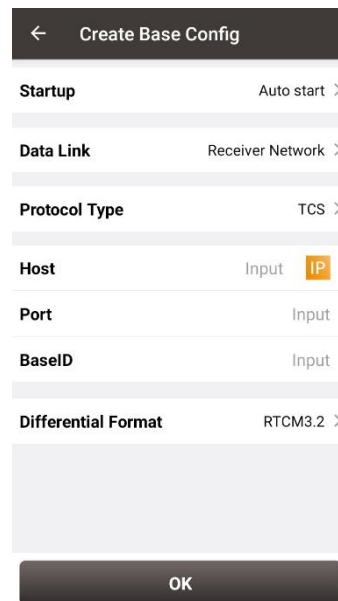 ← Create Base Config
Startup Auto start >
Data Link Receiver Network >
Protocol Type TCS >
Host Input IP
Port Input
BaseID Input
Differential Format RTCM3.2 >
OK